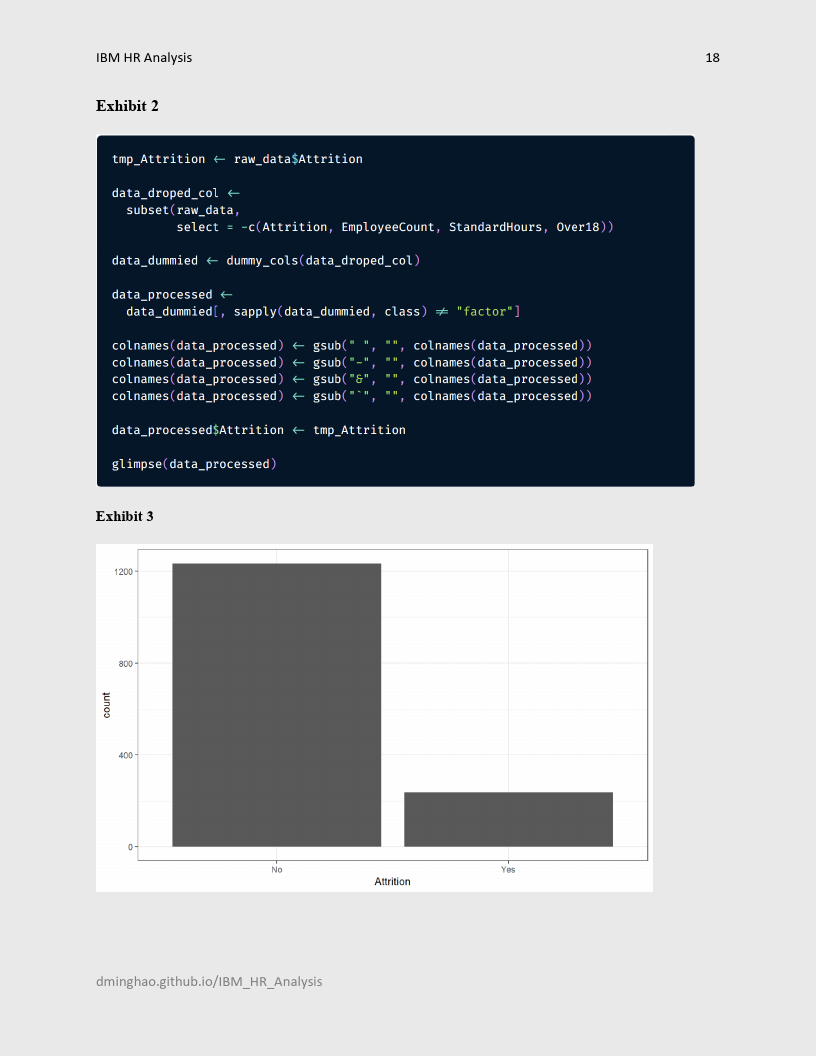 IBM HR Analysis 18
Exhibit 2
tmp_Attrition <- raw_data$Attrition
data_droped_col <-
subset(raw_data,
select = -c(Attrition, EmployeeCount, StandardHours, Over18))
data_dummied <- dummy_cols(data_droped_col)
data_processed <-
data_dummied[, sapply(data_dummied, class) != "factor"]
colnames(data_processed) <- gsub(" ", "", colnames(data_processed))
colnames(data_processed) <- gsub("-", "", colnames(data_processed))
colnames(data_processed) <- gsub("&", "", colnames(data_processed))
colnames(data_processed) <- gsub("`", "", colnames(data_processed))
data_processed$Attrition <- tmp_Attrition
glimpse(data_processed)
Exhibit 3
1200
800
400
0
count
No Yes
Attrition
dminghao.github.io/IBM_HR_Analysis